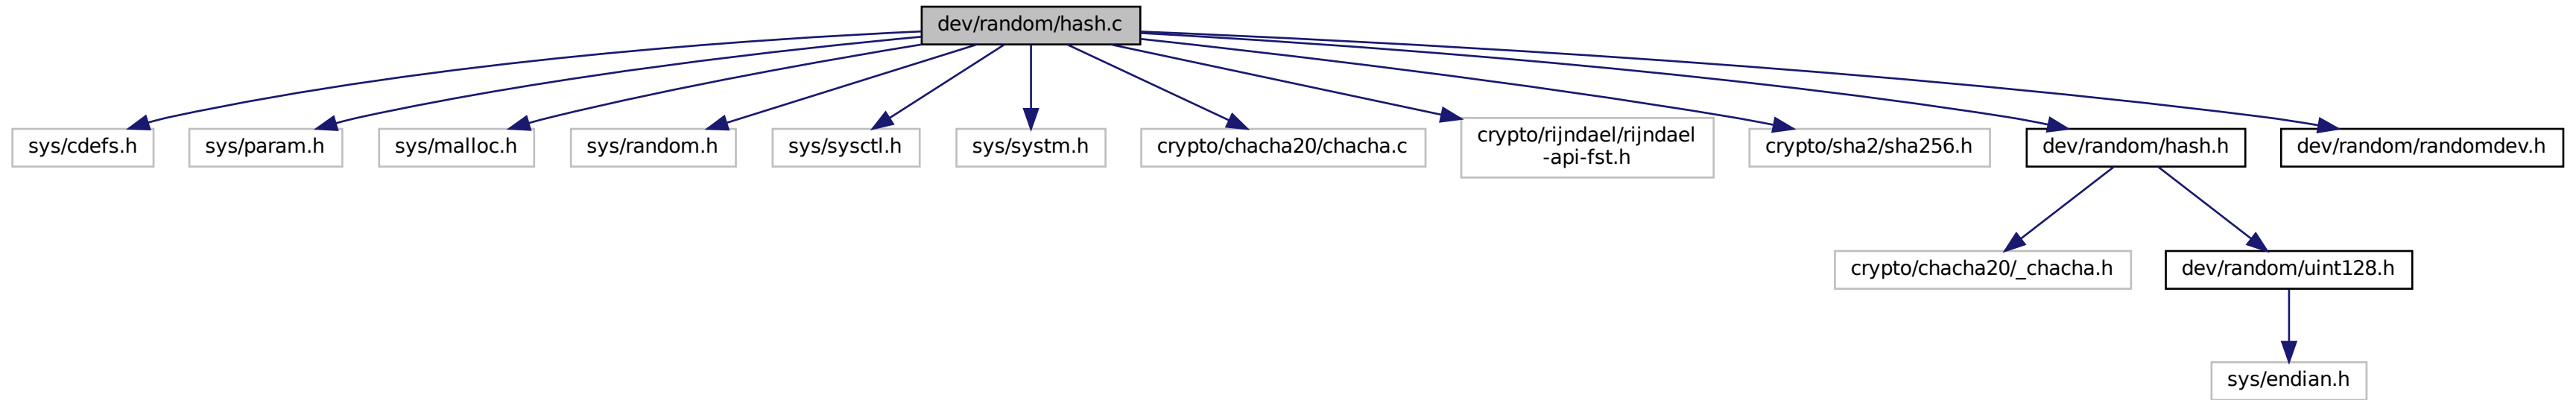 dev/random/hash.c
sys/cdefs.h
sys/param.h
sys/malloc.h
sys/random.h
sys/sysctl.h
sys/systm.h
crypto/chacha20/chacha.c
crypto/rijndael/rijndael
-api-fst.h
crypto/sha2/sha256.h
dev/random/hash.h
dev/random/randomdev.h
crypto/chacha20/_chacha.h
dev/random/uint128.h
sys/endian.h